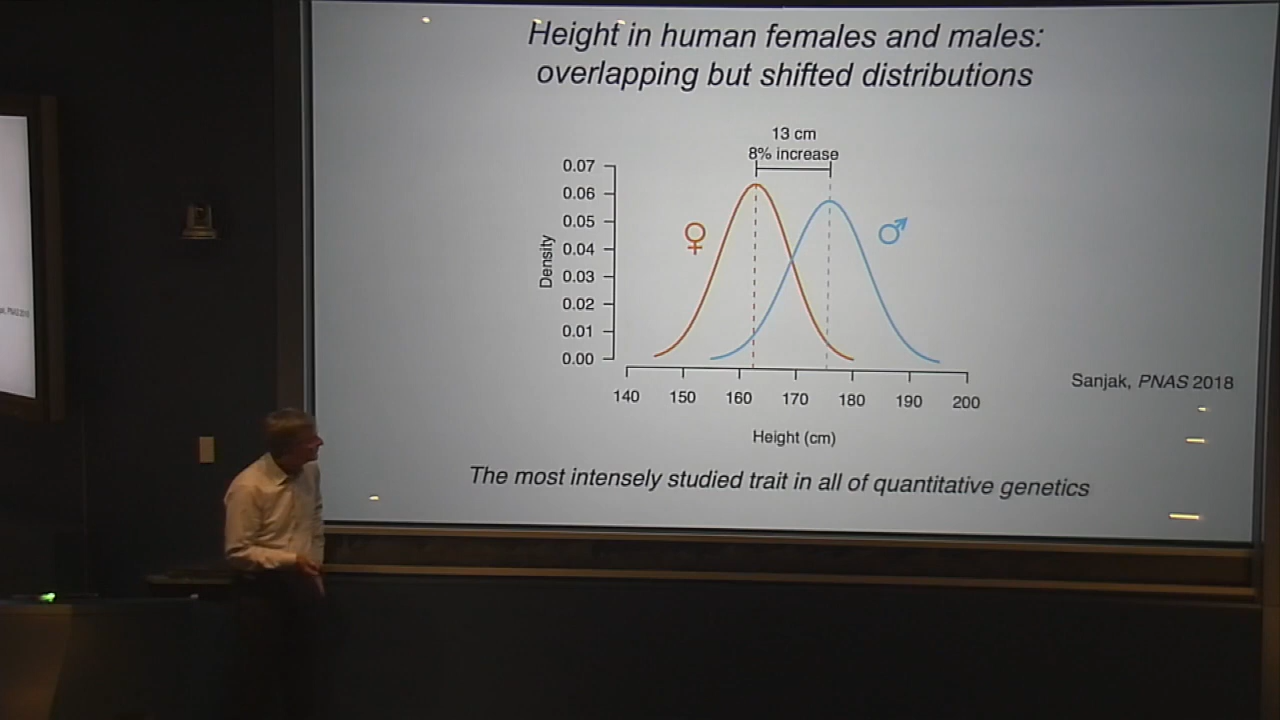 Height in human females and males:
overlapping but shifted distributions
13 cm
8% increase
0.07
0.06
0.05
0.04
0.03
0.02
0.01
0.00
Density
♀
♂
140 150 160 170 180 190 200
Height (cm)
Sanjak, PNAS 2018
The most intensely studied trait in all of quantitative genetics